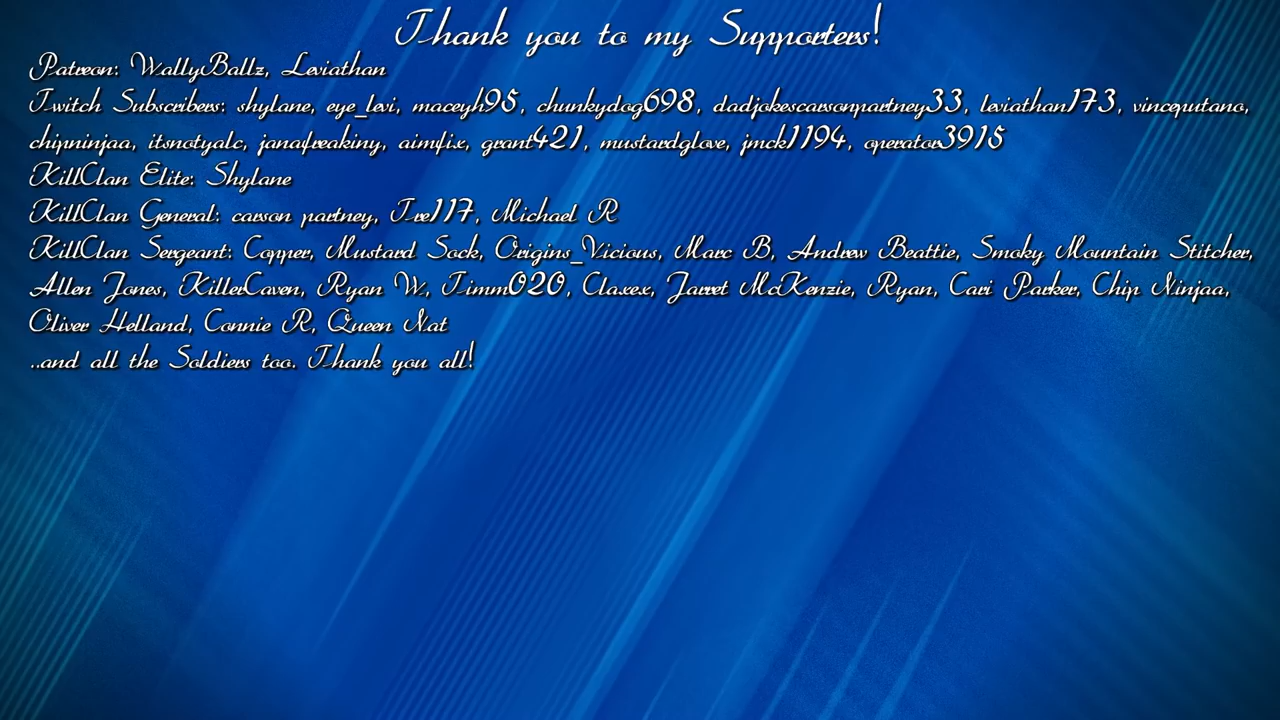 Thank you to my Supporters!
Patreon: WallyBallz, Leviathan
Twitch Subscribers: shylane, eye_levi, maceyh95, chunkydog698, dadjokescarsonpartney33, leviathan173, vinceputano,
chipninjaa, itsnotyalc, janafreakiny, aimfix, grant421, mustardglove, jmck1194, operator3915
KillClan Elite: Shylane
KillClan General: carson partney, Tre117, Michael R
KillClan Sergeant: Copper, Mustard Sock, Origins_Vicious, Marc B, Andrew Beattie, Smoky Mountain Stitcher,
Allen Jones, KillerCaven, Ryan W, Timm020, Claxex, Jarret McKenzie, Ryan, Cari Parker, Chip Ninjaa,
Oliver Helland, Connie R, Queen Nat
..and all the Soldiers too. Thank you all!